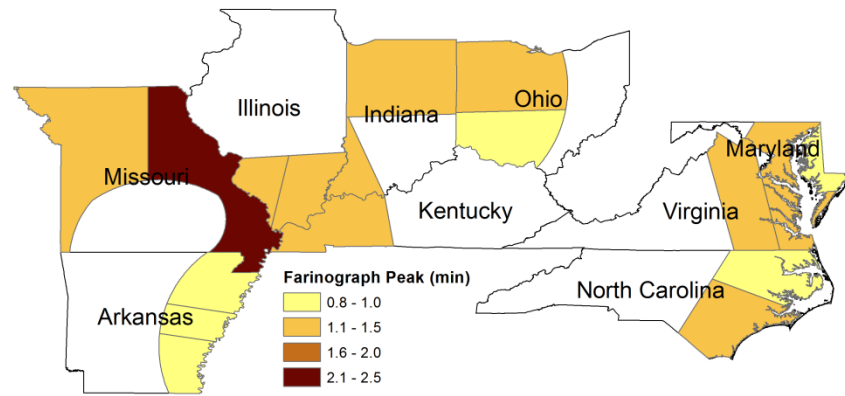 Illinois
Indiana
Ohio
Missouri
Maryland
Kentucky
Virginia
Farinograph Peak (min)
0.8 - 1.0
1.1 - 1.5
1.6 - 2.0
2.1 - 2.5
Arkansas
North Carolina